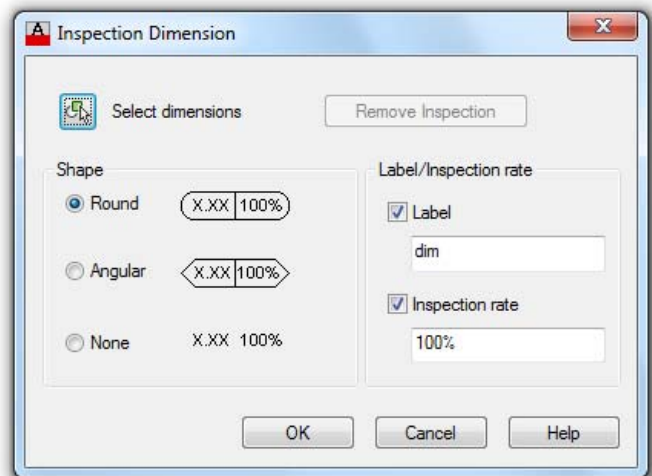 A Inspection Dimension
Select dimensions Remove Inspection
Shape
Round X.XX 100%
Angular X.XX 100%
None X.XX 100%
Label/Inspection rate
Label
dim
Inspection rate
100%
OK Cancel Help